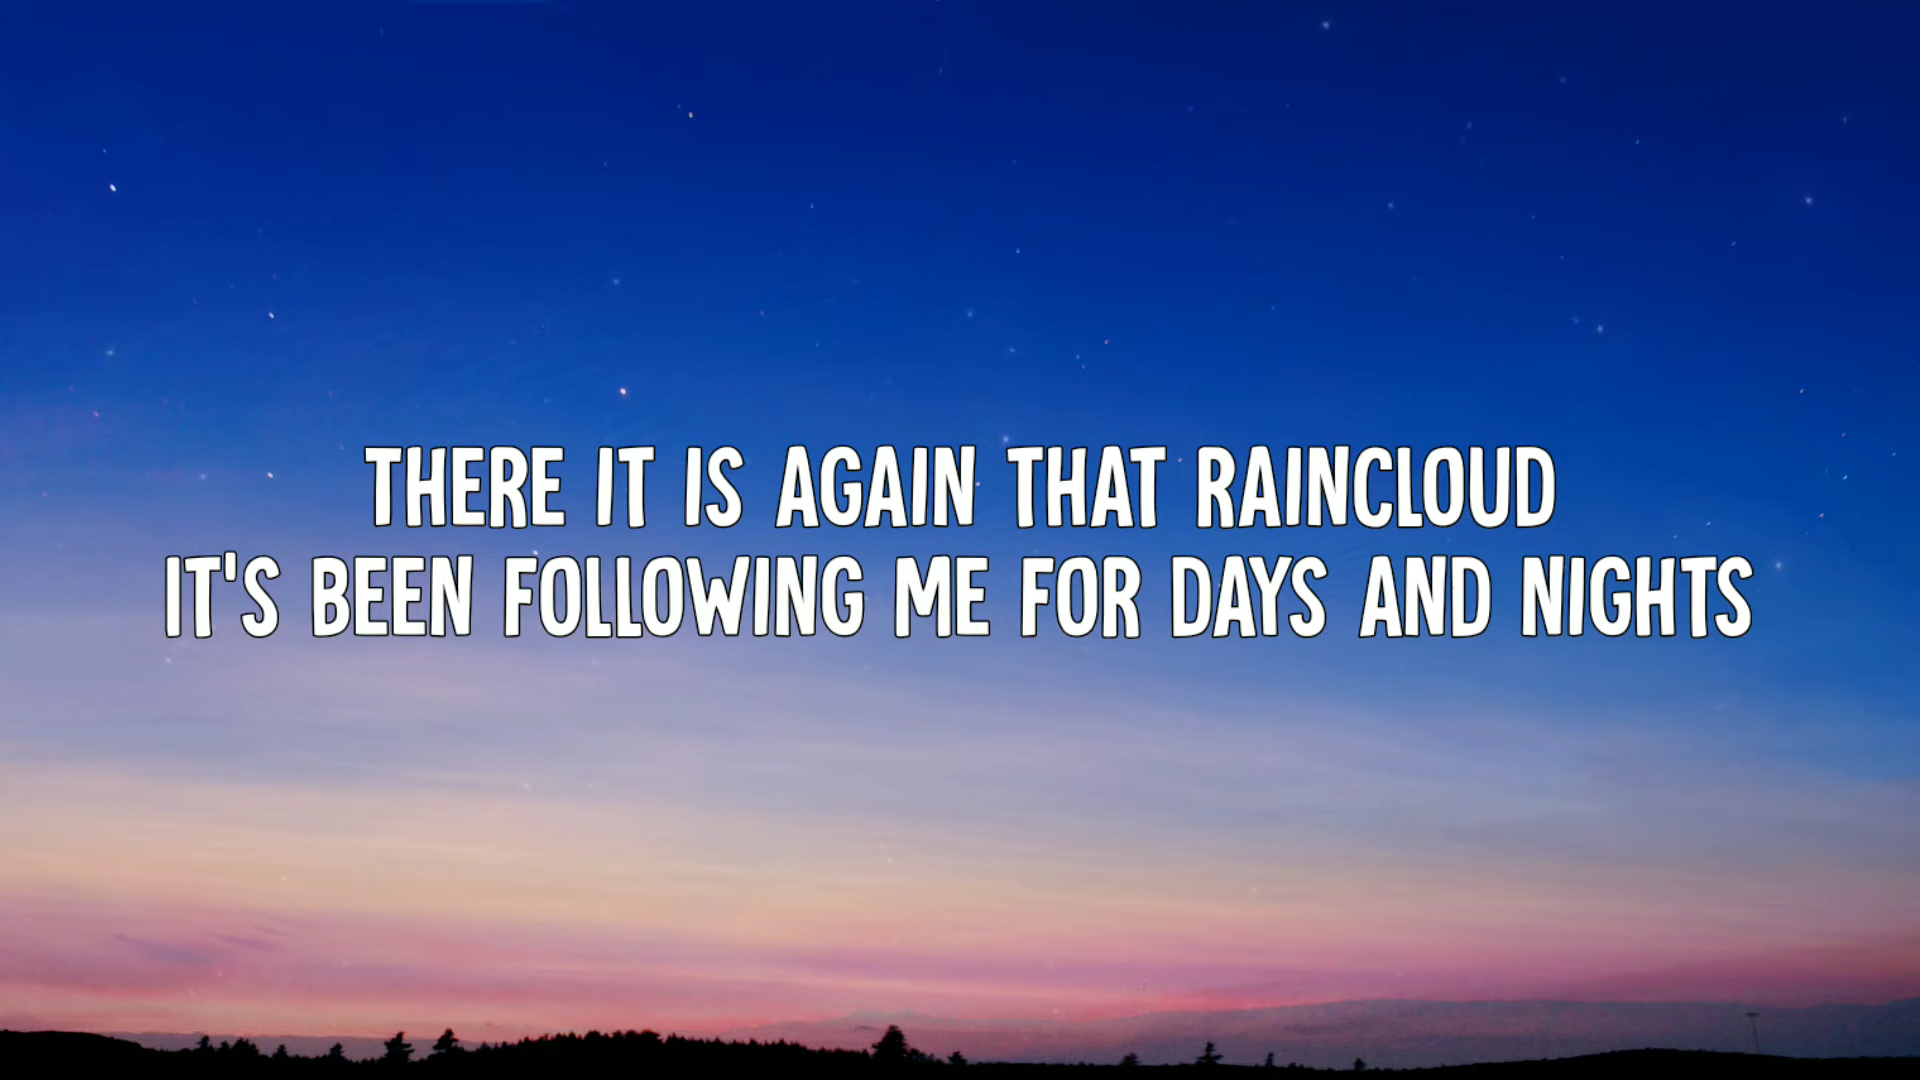 THERE IT IS AGAIN THAT RAINCLOUD
IT'S BEEN FOLLOWING ME FOR DAYS AND NIGHTS